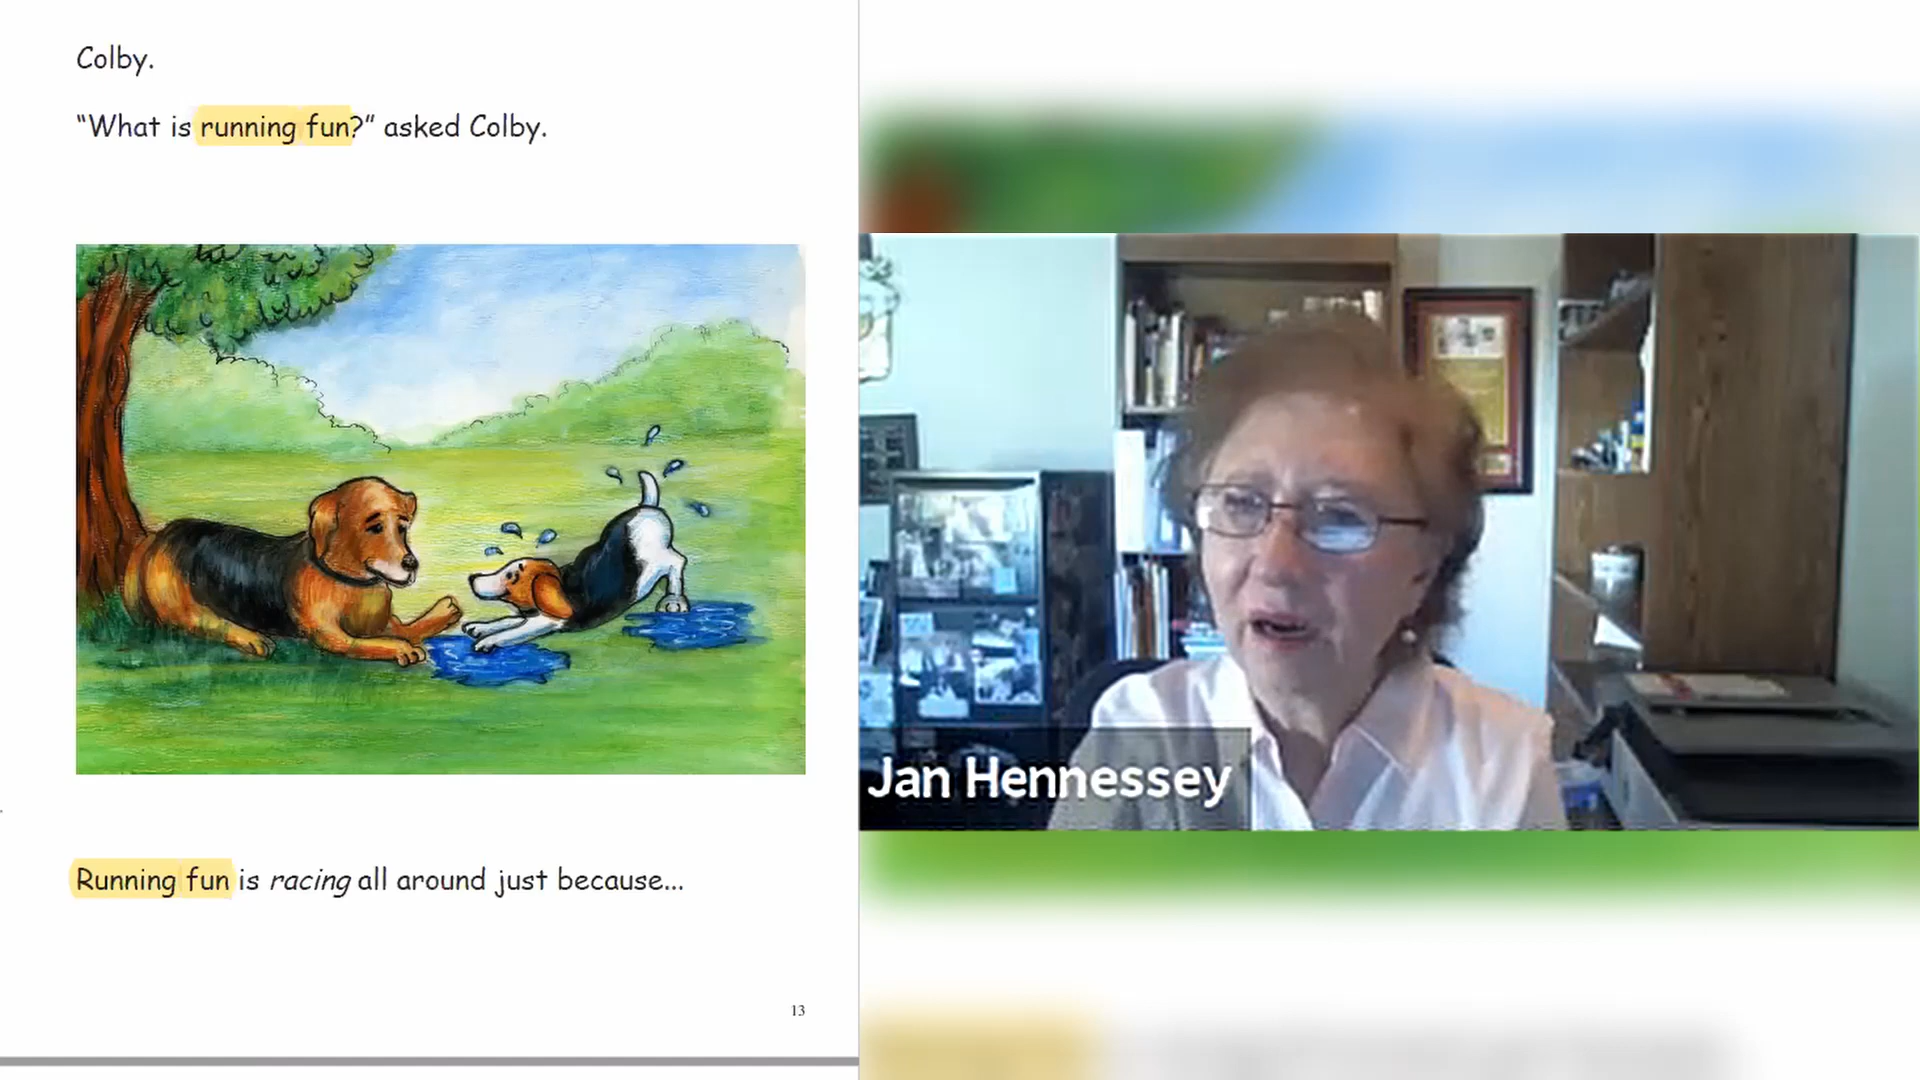 Colby.
“What is running fun?” asked Colby.
Running fun is racing all around just because...
13
Jan Hennessey